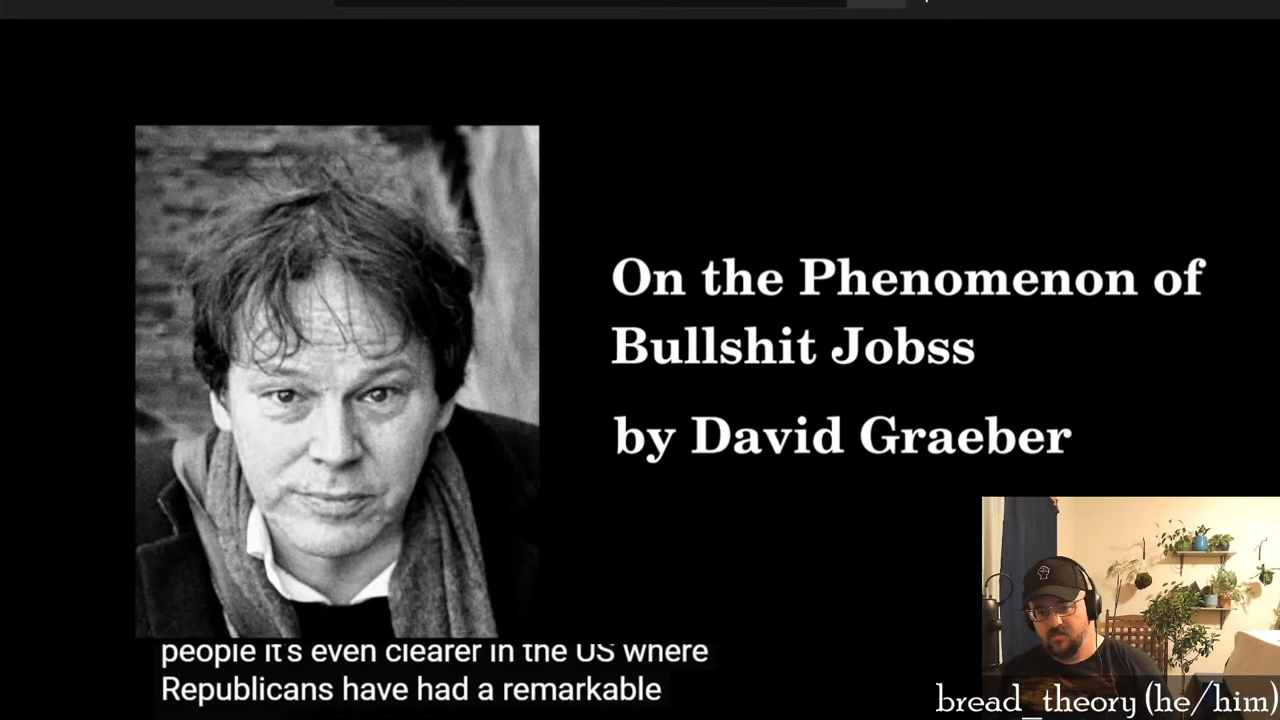 On the Phenomenon of
Bullshit Jobss
by David Graeber
people it's even clearer in the US where
Republicans have had a remarkable
bread_theory (he/him)